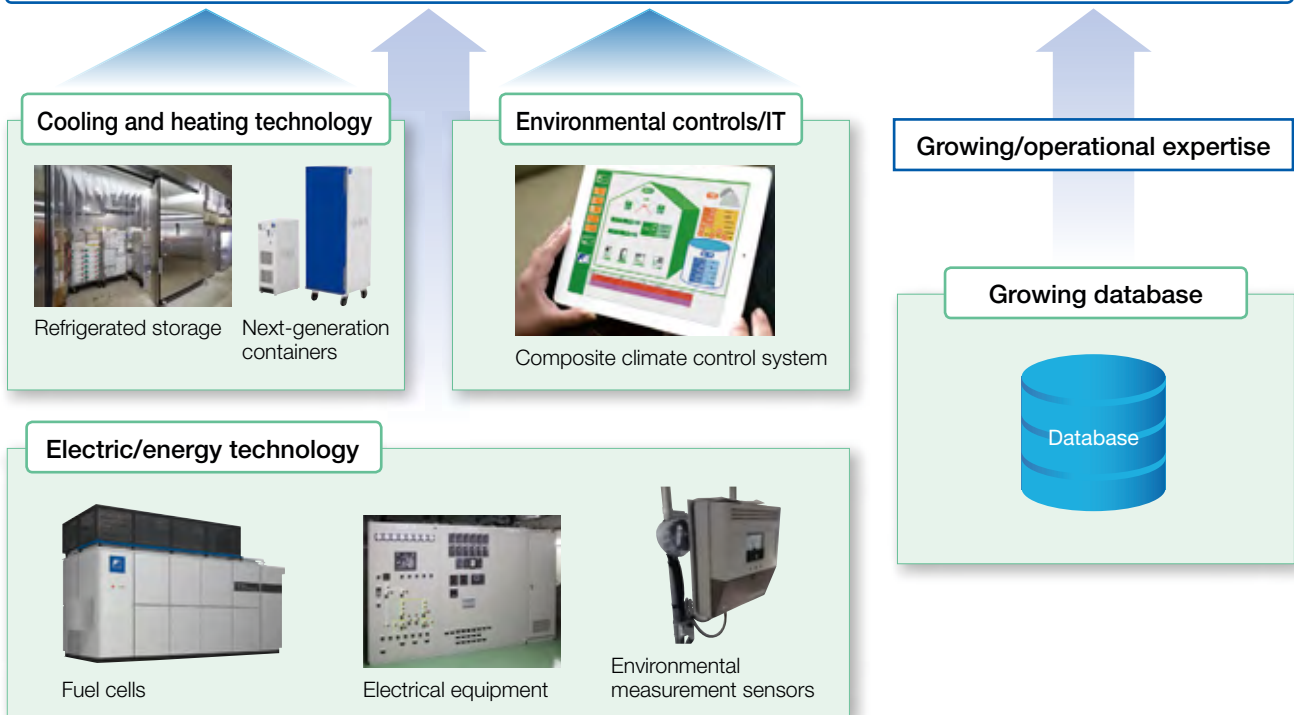 Cooling and heating technology
Refrigerated storage
Next-generation
containers
Environmental controls/IT
Composite climate control system
Growing/operational expertise
Growing database
Database
Electric/energy technology
Fuel cells
Electrical equipment
Environmental
measurement sensors